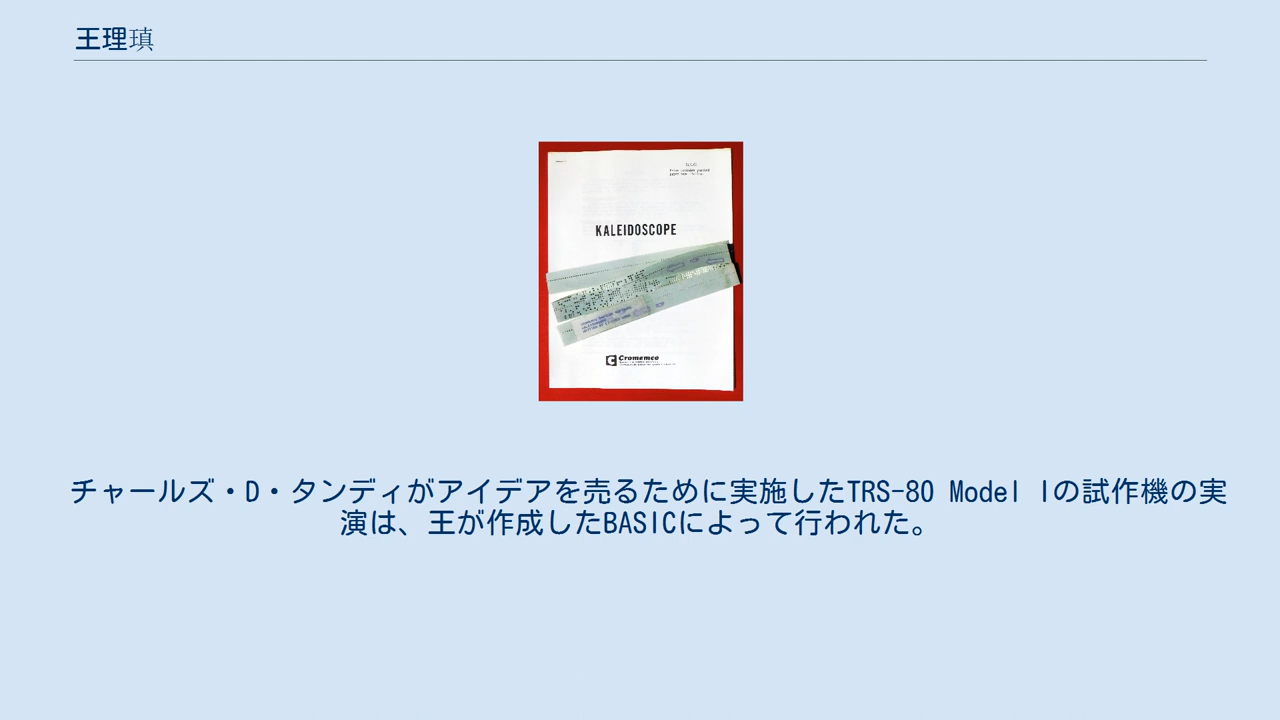 王理瑱
KALEIDOSCOPE
Cromemco
チャールズ・D・タンディがアイデアを売るために実施したTRS-80 Model Iの試作機の実
演は、王が作成したBASICによって行われた。